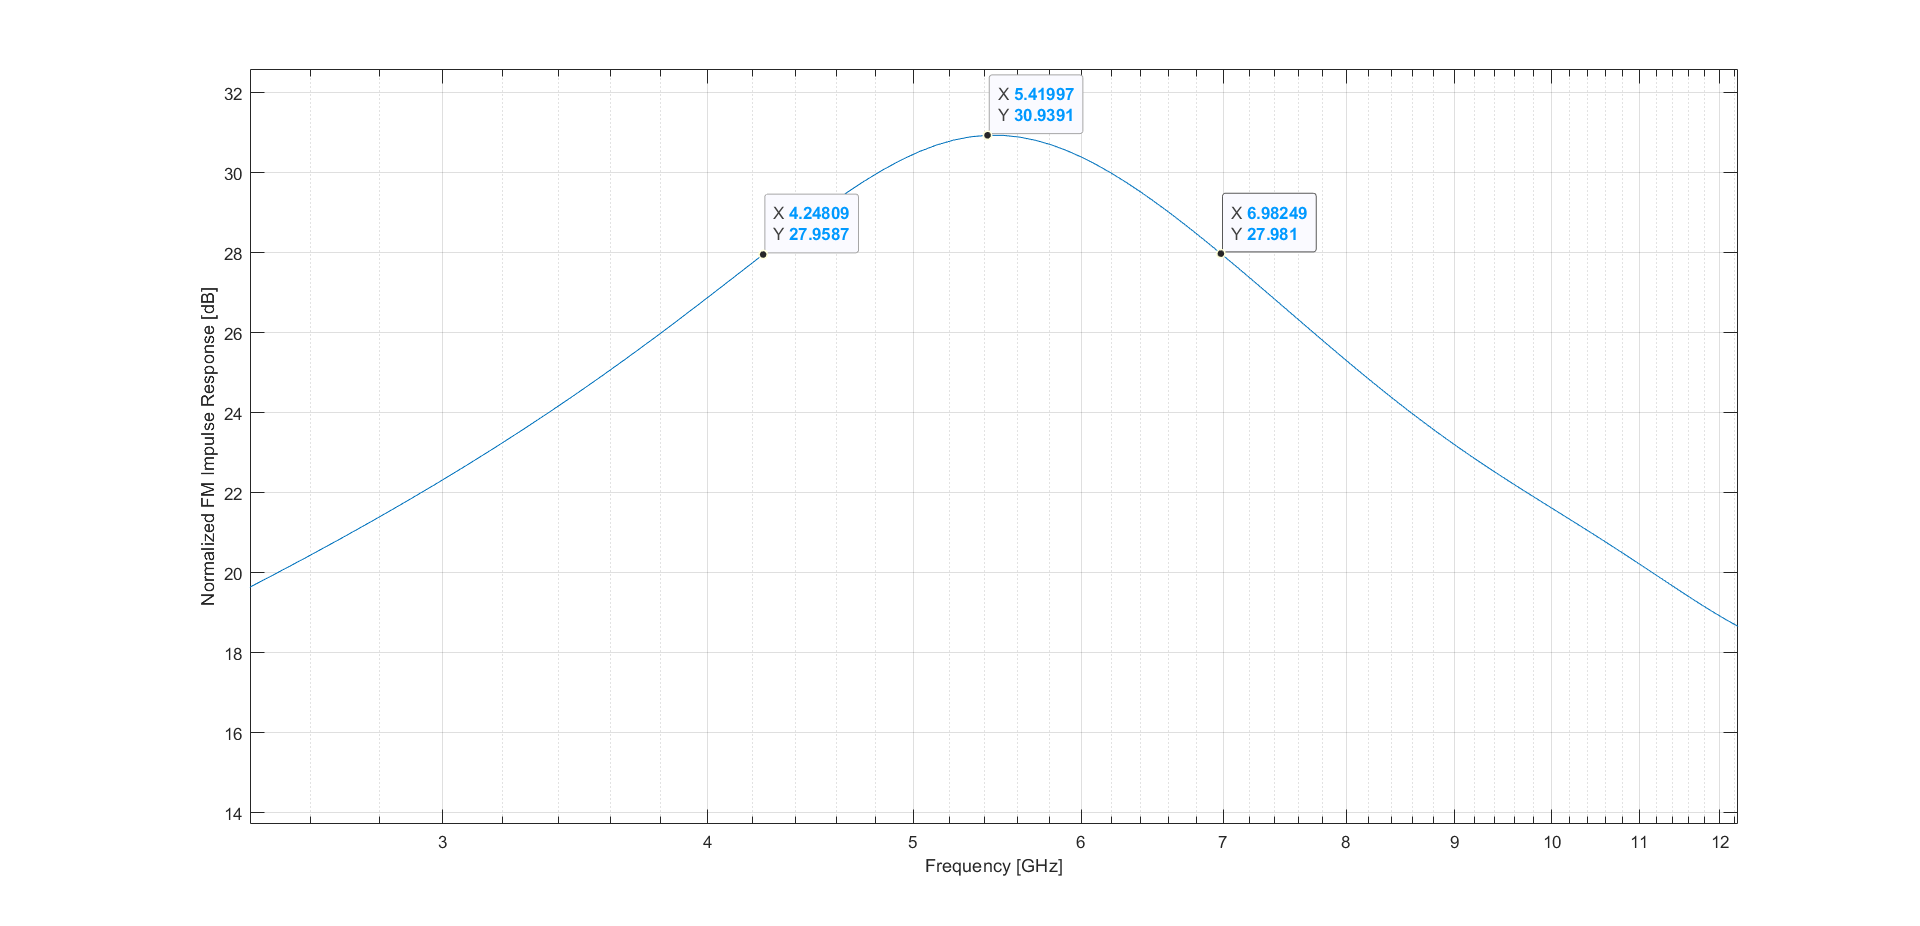 32
30
28
26
24
22
20
18
16
14
Normalized FM Impulse Response [dB]
X 5.41997
Y 30.9391
X 4.24809
Y 27.9587
X 6.98249
Y 27.981
3 4 5 6 7 8 9 10 11 12
Frequency [GHz]